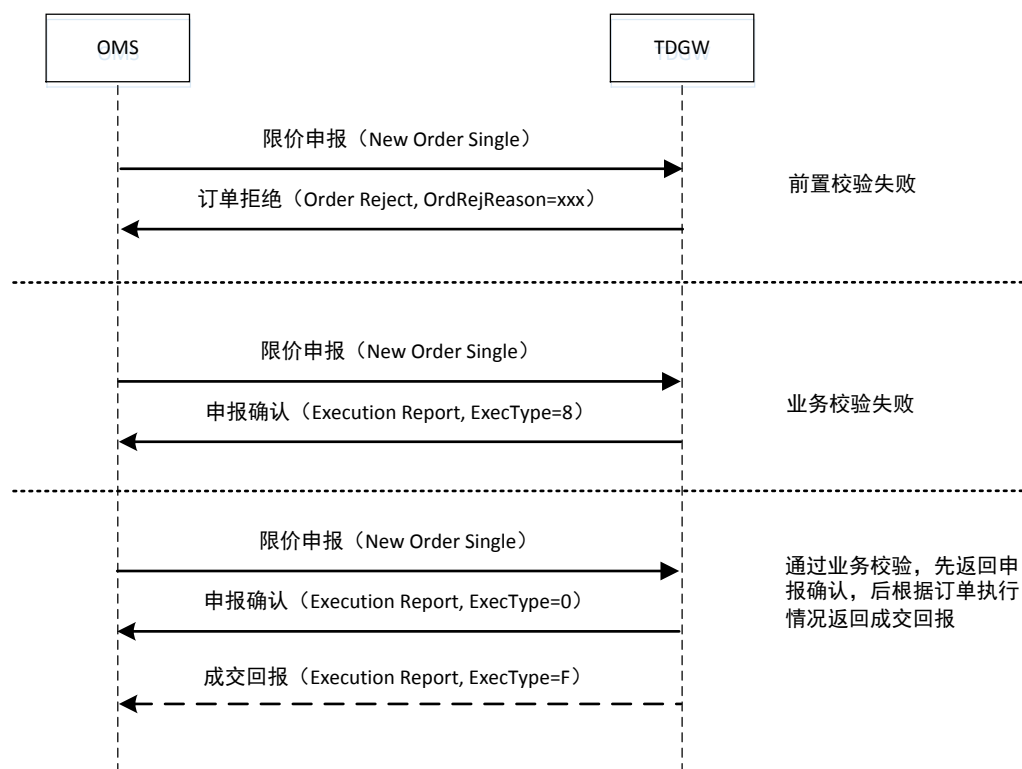 OMS
TDGW
限价申报（New Order Single）
订单拒绝（Order Reject, OrdRejReason=xxx）
前置校验失败
限价申报（New Order Single）
申报确认（Execution Report, ExecType=8）
业务校验失败
限价申报（New Order Single）
申报确认（Execution Report, ExecType=0）
成交回报（Execution Report, ExecType=F）
通过业务校验，先返回申
报确认，后根据订单执行
情况返回成交回报